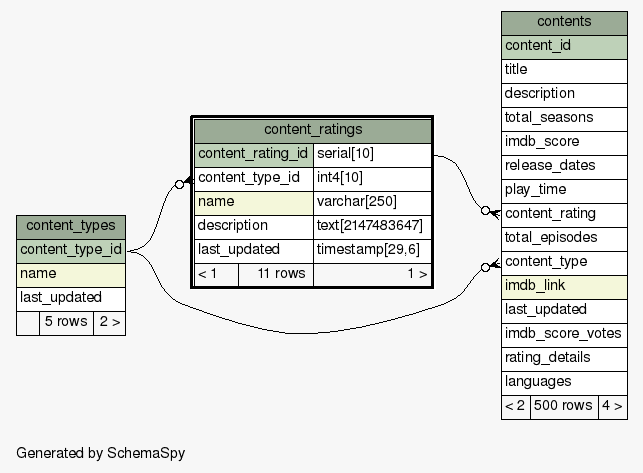 contents
content_id
title
description
total_seasons
imdb_score
release_dates
play_time
content_rating
total_episodes
content_type
imdb_link
last_updated
imdb_score_votes
rating_details
languages
< 2 500 rows 4 >
content_ratings
content_rating_id serial[10]
content_type_id int4[10]
name varchar[250]
description text[2147483647]
last_updated timestamp[29,6]
< 1 11 rows 1 >
content_types
content_type_id
name
last_updated
5 rows 2 >
Generated by SchemaSpy